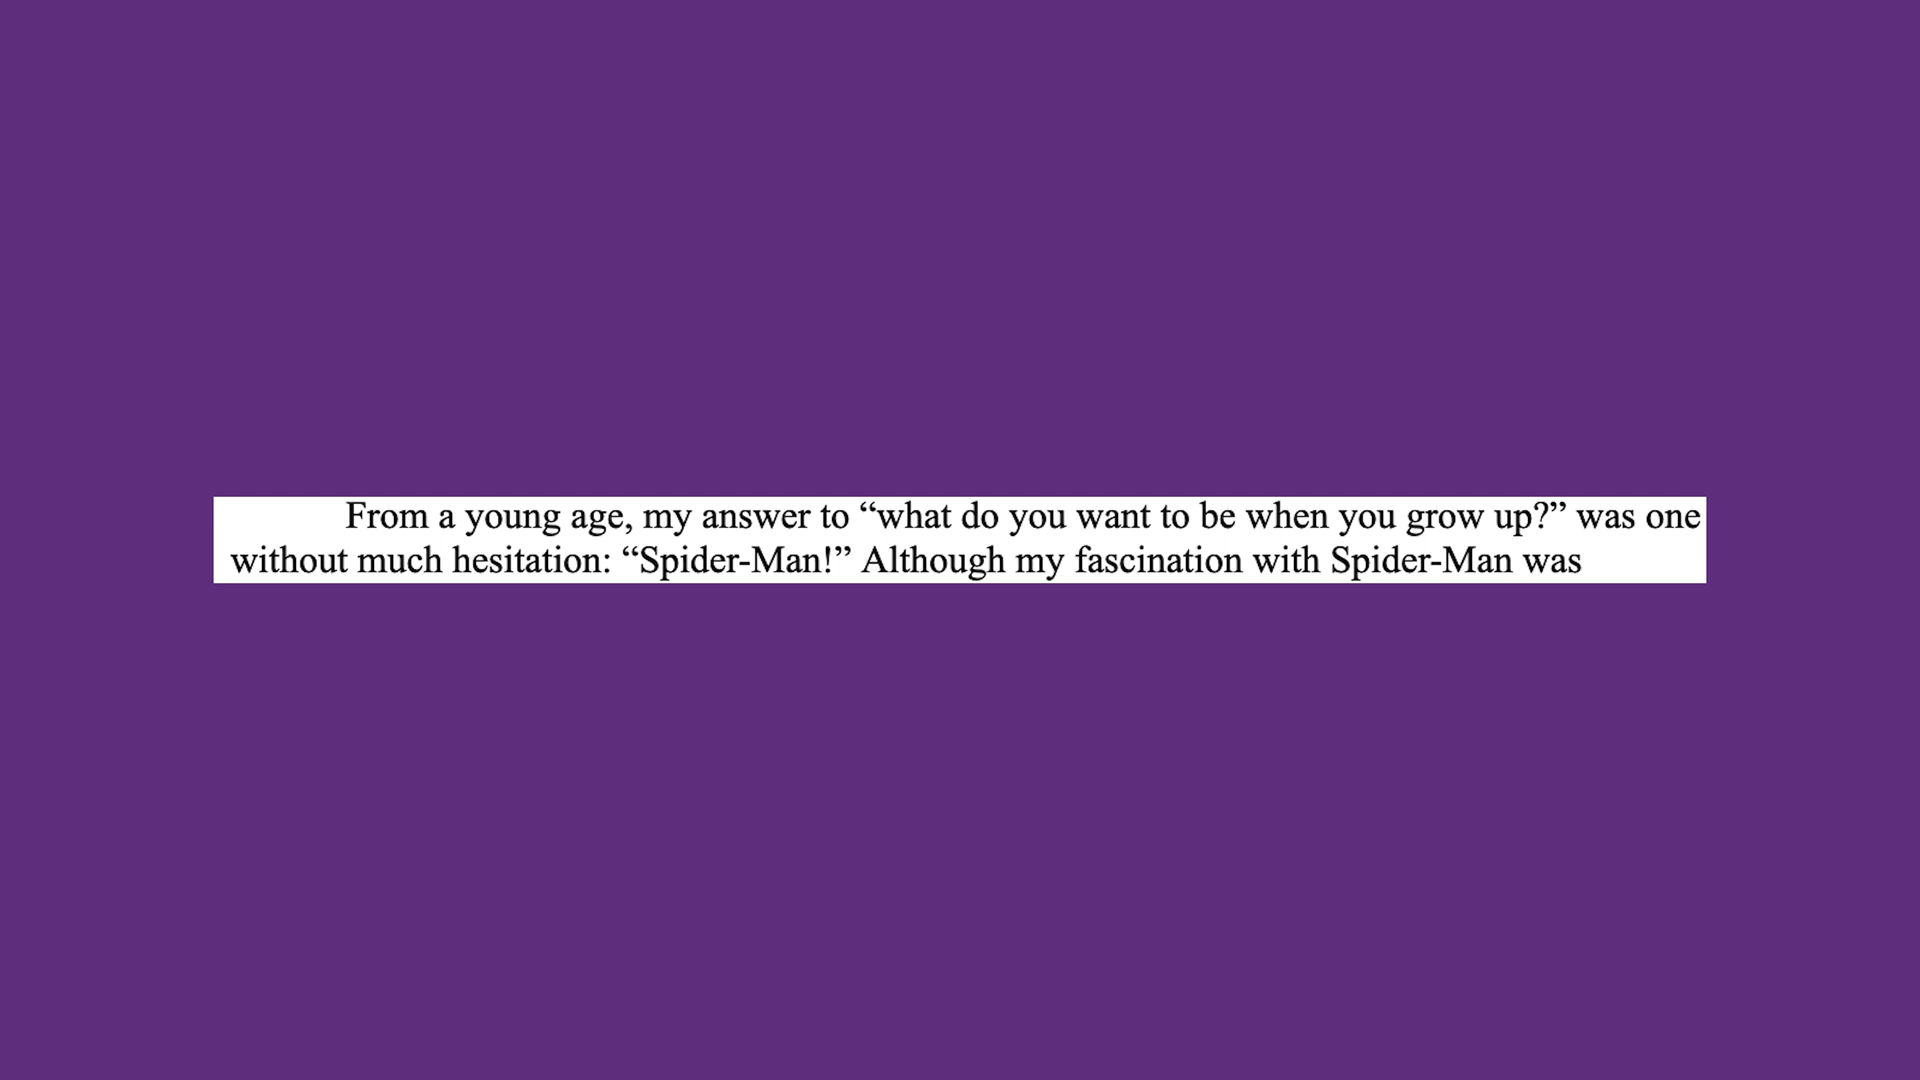 From a young age, my answer to “what do you want to be when you grow up?” was one
without much hesitation: “Spider-Man!” Although my fascination with Spider-Man was